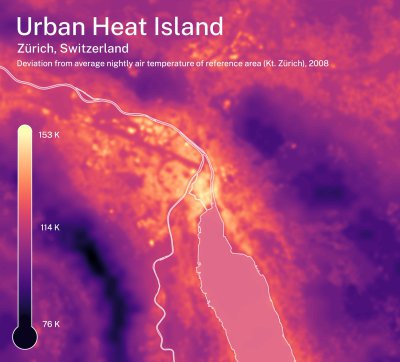 Urban Heat Island
Zürich, Switzerland
Deviation from average nightly air temperature of reference area (Kt. Zürich), 2008
153 K
114 K
76 K